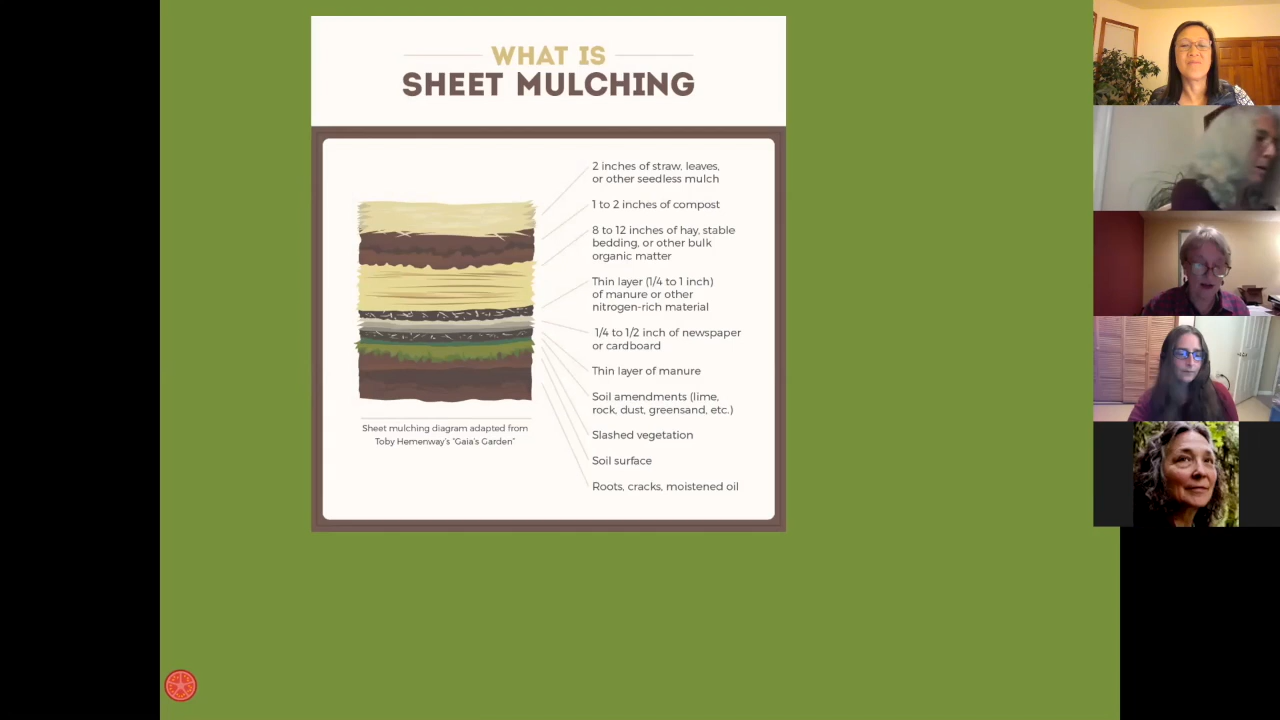 WHAT IS
SHEET MULCHING
2 inches of straw, leaves,
or other seedless mulch
1 to 2 inches of compost
8 to 12 inches of hay, stable
bedding, or other bulk
organic matter
Thin layer (1/4 to 1 inch)
of manure or other
nitrogen-rich material
1/4 to 1/2 inch of newspaper
or cardboard
Thin layer of manure
Soil amendments (lime,
rock, dust, greensand, etc.)
Slashed vegetation
Soil surface
Roots, cracks, moistened oil
Sheet mulching diagram adapted from
Toby Hemenway's "Gaia's Garden"